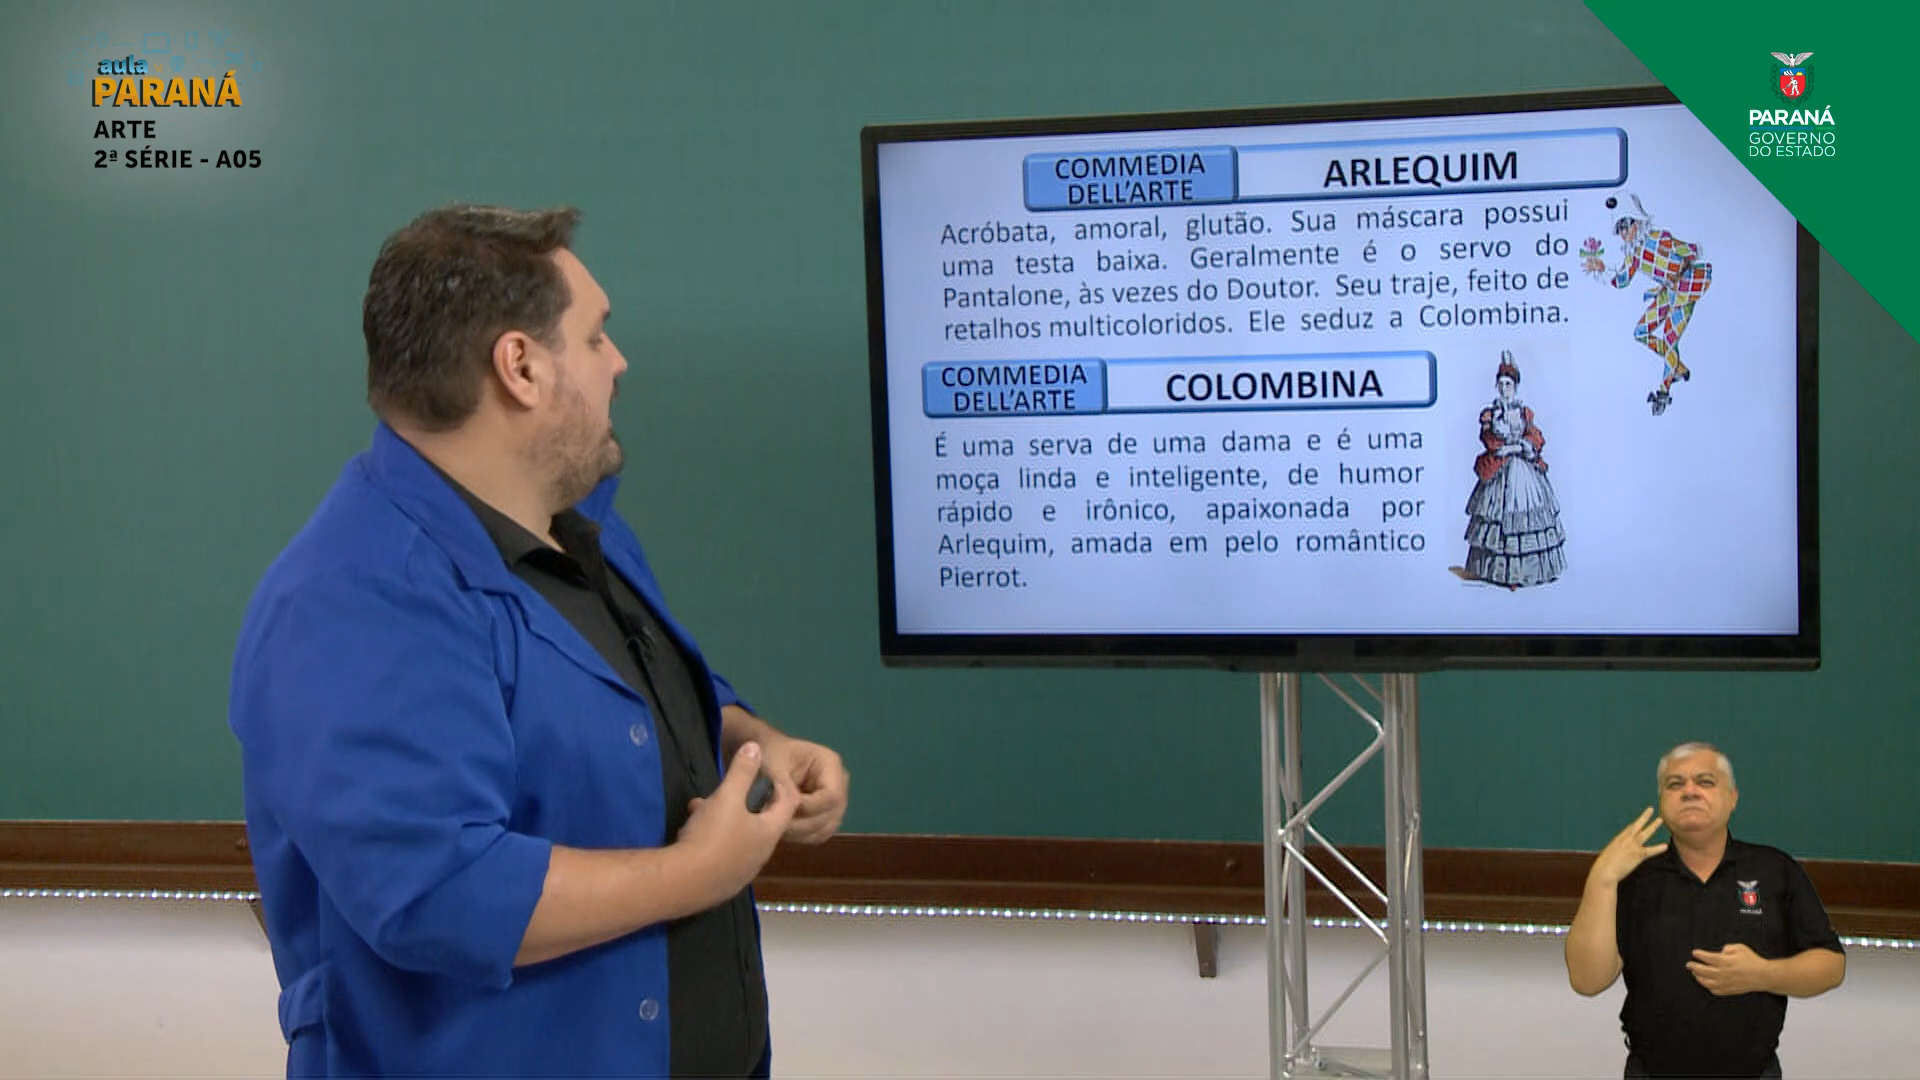 aula
PARANÁ
ARTE
2ª SÉRIE - A05
PARANÁ
GOVERNO
DO ESTADO
COMMEDIA
DELL'ARTE
ARLEQUIM
Acróbata, amoral, glutão. Sua máscara possui
uma testa baixa. Geralmente é o servo do
Pantalone, às vezes do Doutor. Seu traje, feito de
retalhos multicoloridos. Ele seduz a Colombina.
COMMEDIA
DELL'ARTE
COLOMBINA
É uma serva de uma dama e é uma
moça linda e inteligente, de humor
rápido e irônico, apaixonada por
Arlequim, amada em pelo romântico
Pierrot.